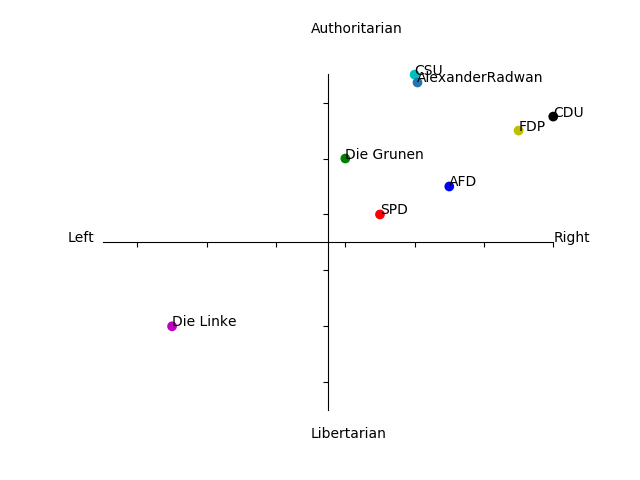 Authoritarian
CSU
AlexanderRadwan
CDU
FDP
Die Grunen
AFD
SPD
Left
Right
Die Linke
Libertarian